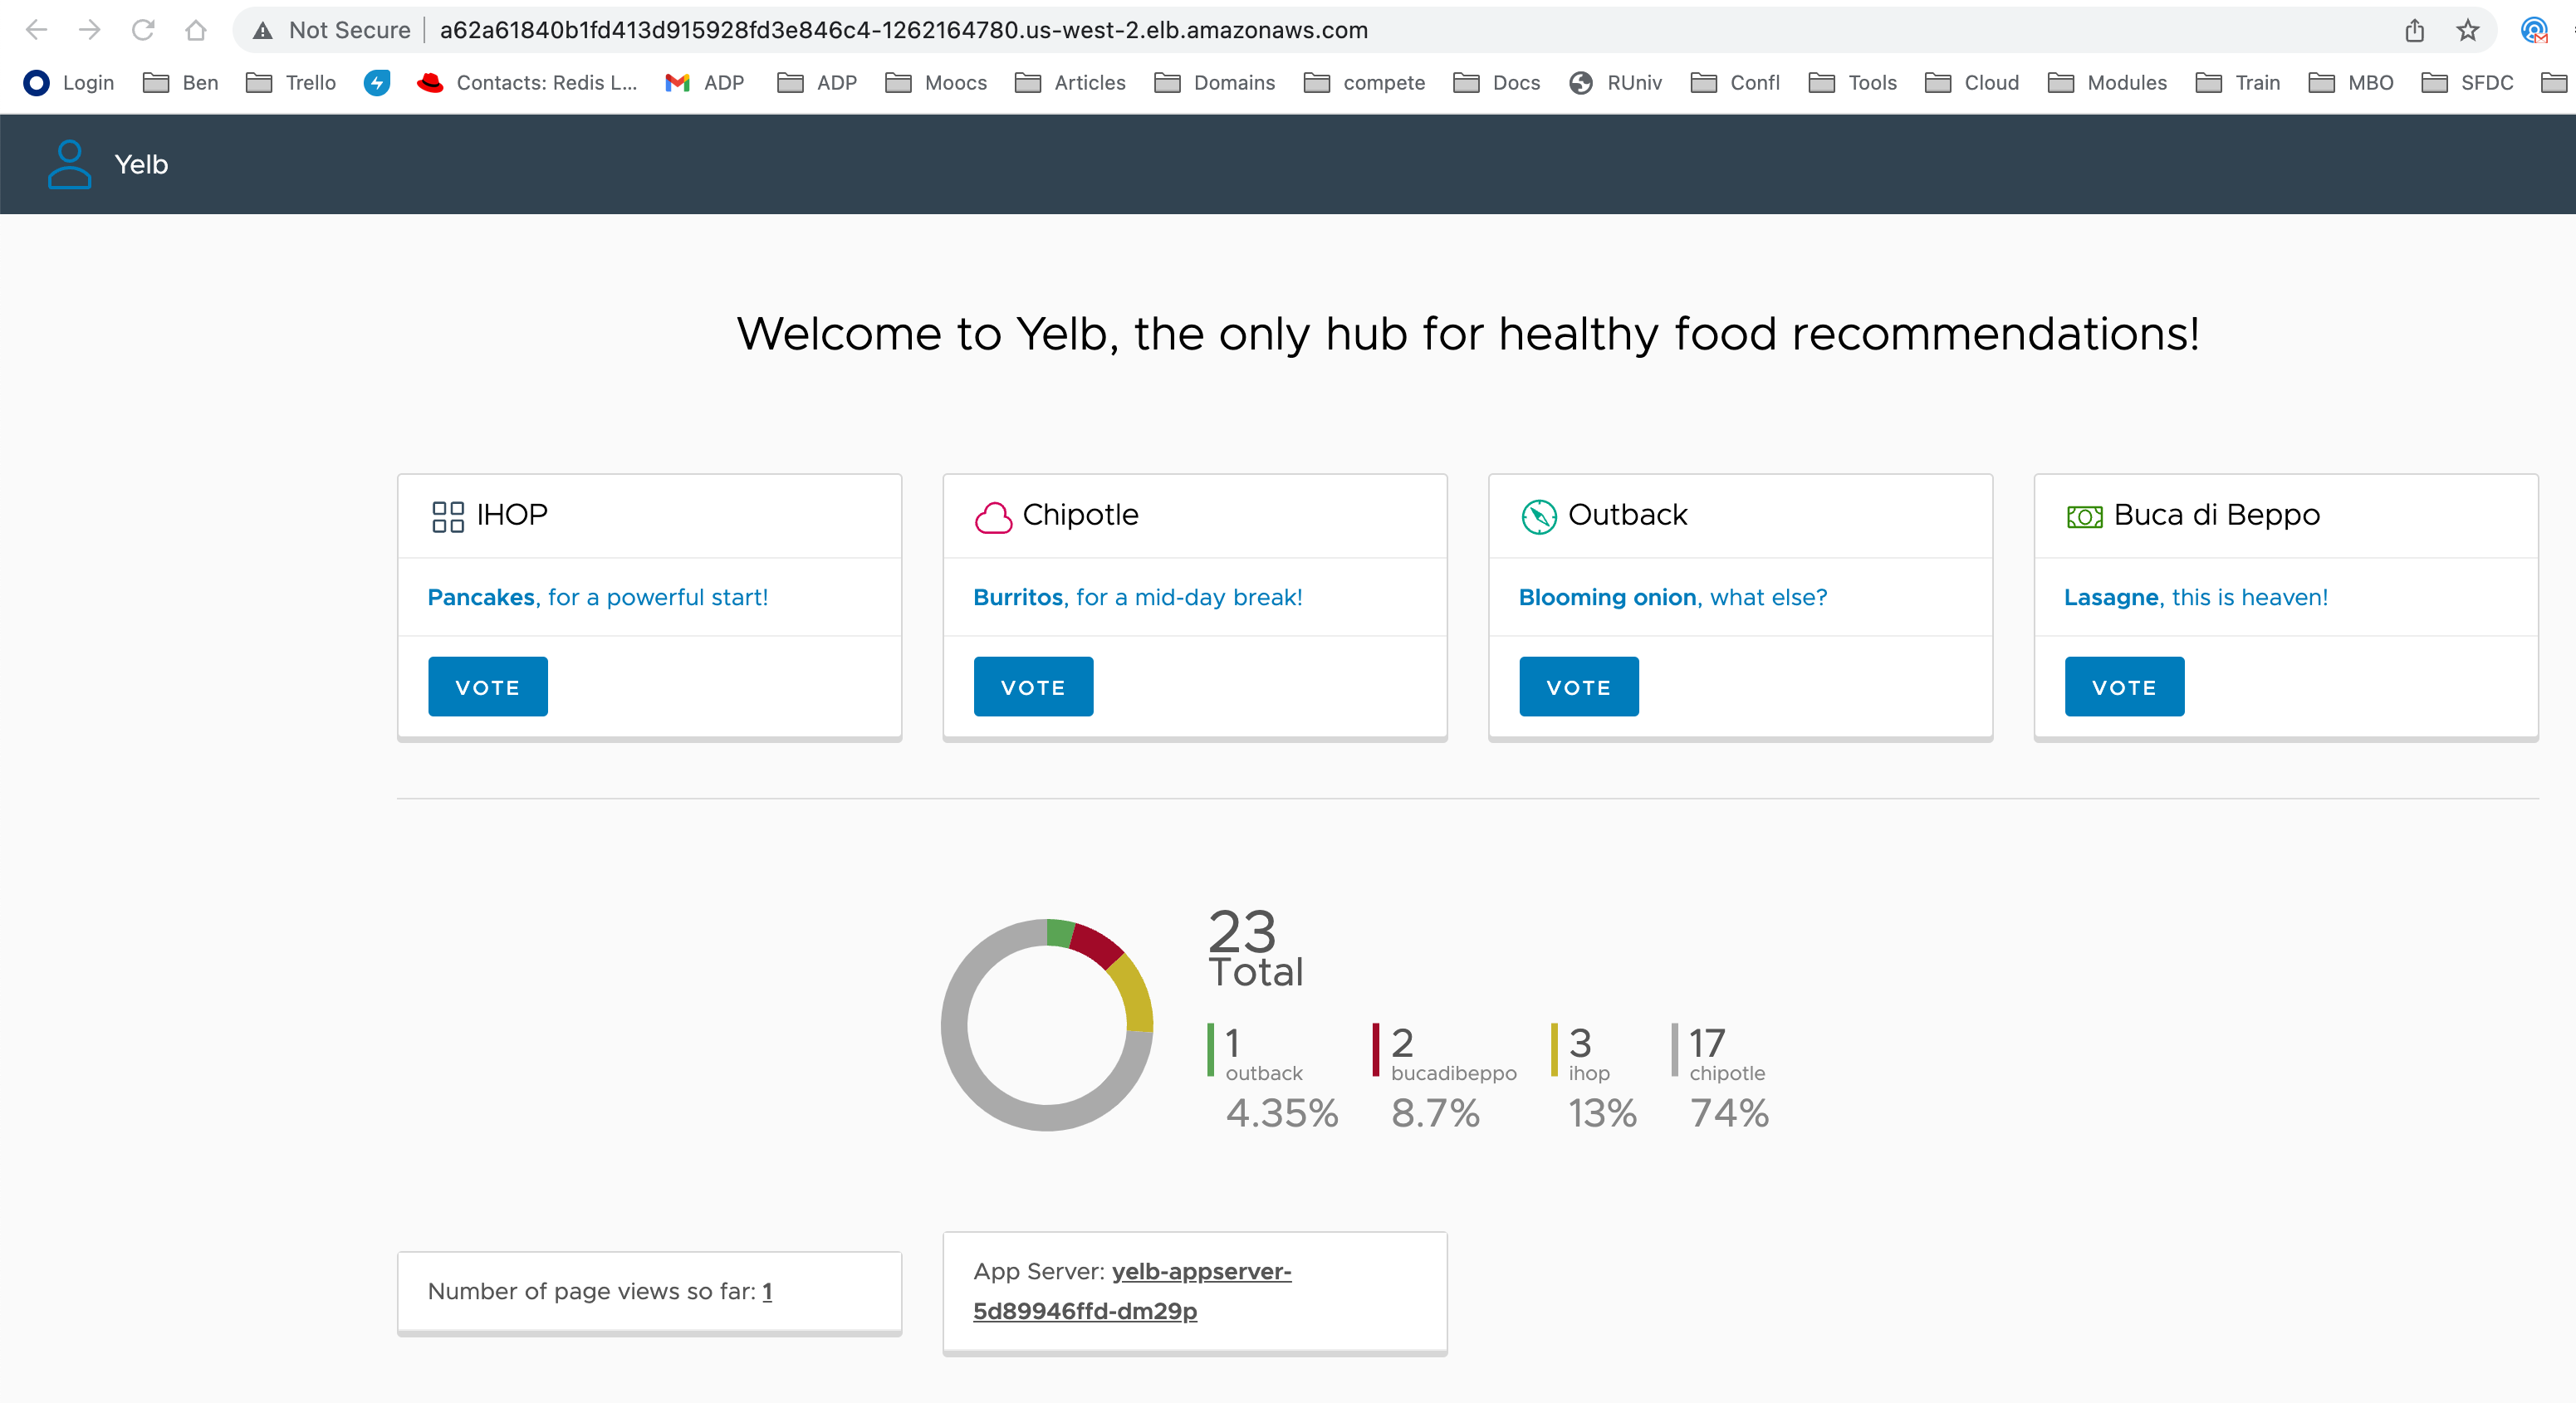 Not Secure | a62a61840b1fd413d915928fd3e846c4-1262164780.us-west-2.elb.amazonaws.com
Login Ben Trello Contacts: Redis L... ADP ADP Moocs Articles Domains compete Docs RUniv Confl Tools Cloud Modules Train MBO SFDC
Yelb
Welcome to Yelb, the only hub for healthy food recommendations!
IHOP
Pancakes, for a powerful start!
VOTE
Chipotle
Burritos, for a mid-day break!
VOTE
Outback
Blooming onion, what else?
VOTE
Buca di Beppo
Lasagne, this is heaven!
VOTE
23
Total
1
outback
4.35%
2
bucadibeppo
8.7%
3
ihop
13%
17
chipotle
74%
Number of page views so far: 1
App Server: yelb-appserver-
5d89946ffd-dm29p